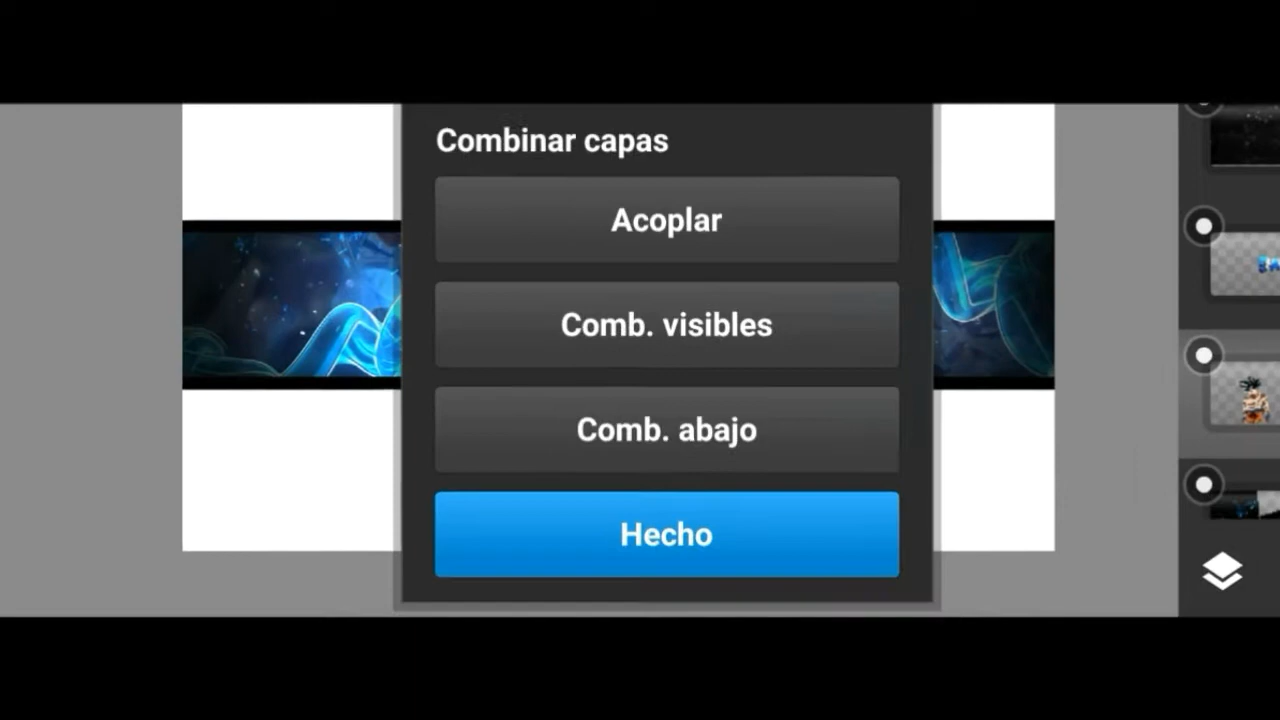 Combinar capas
Acoplar
Comb. visibles
Comb. abajo
Hecho